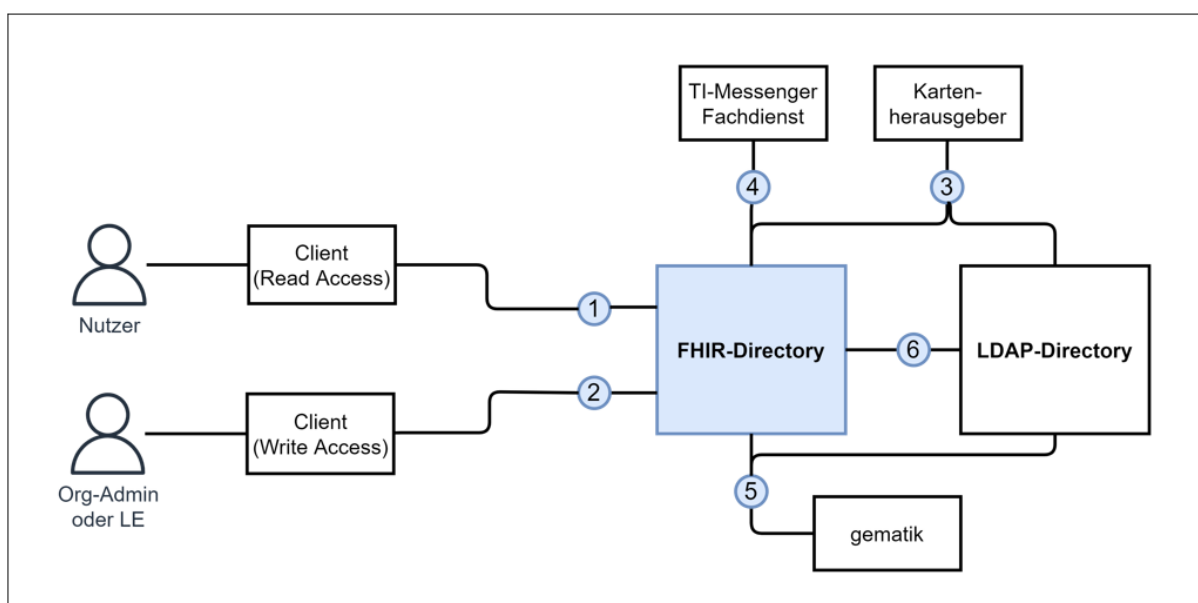 TI-Messenger
Fachdienst
Karten-
herausgeber
4
3
Client
(Read Access)
Nutzer
1
FHIR-Directory
6
LDAP-Directory
2
Client
(Write Access)
Org-Admin
oder LE
5
gematik